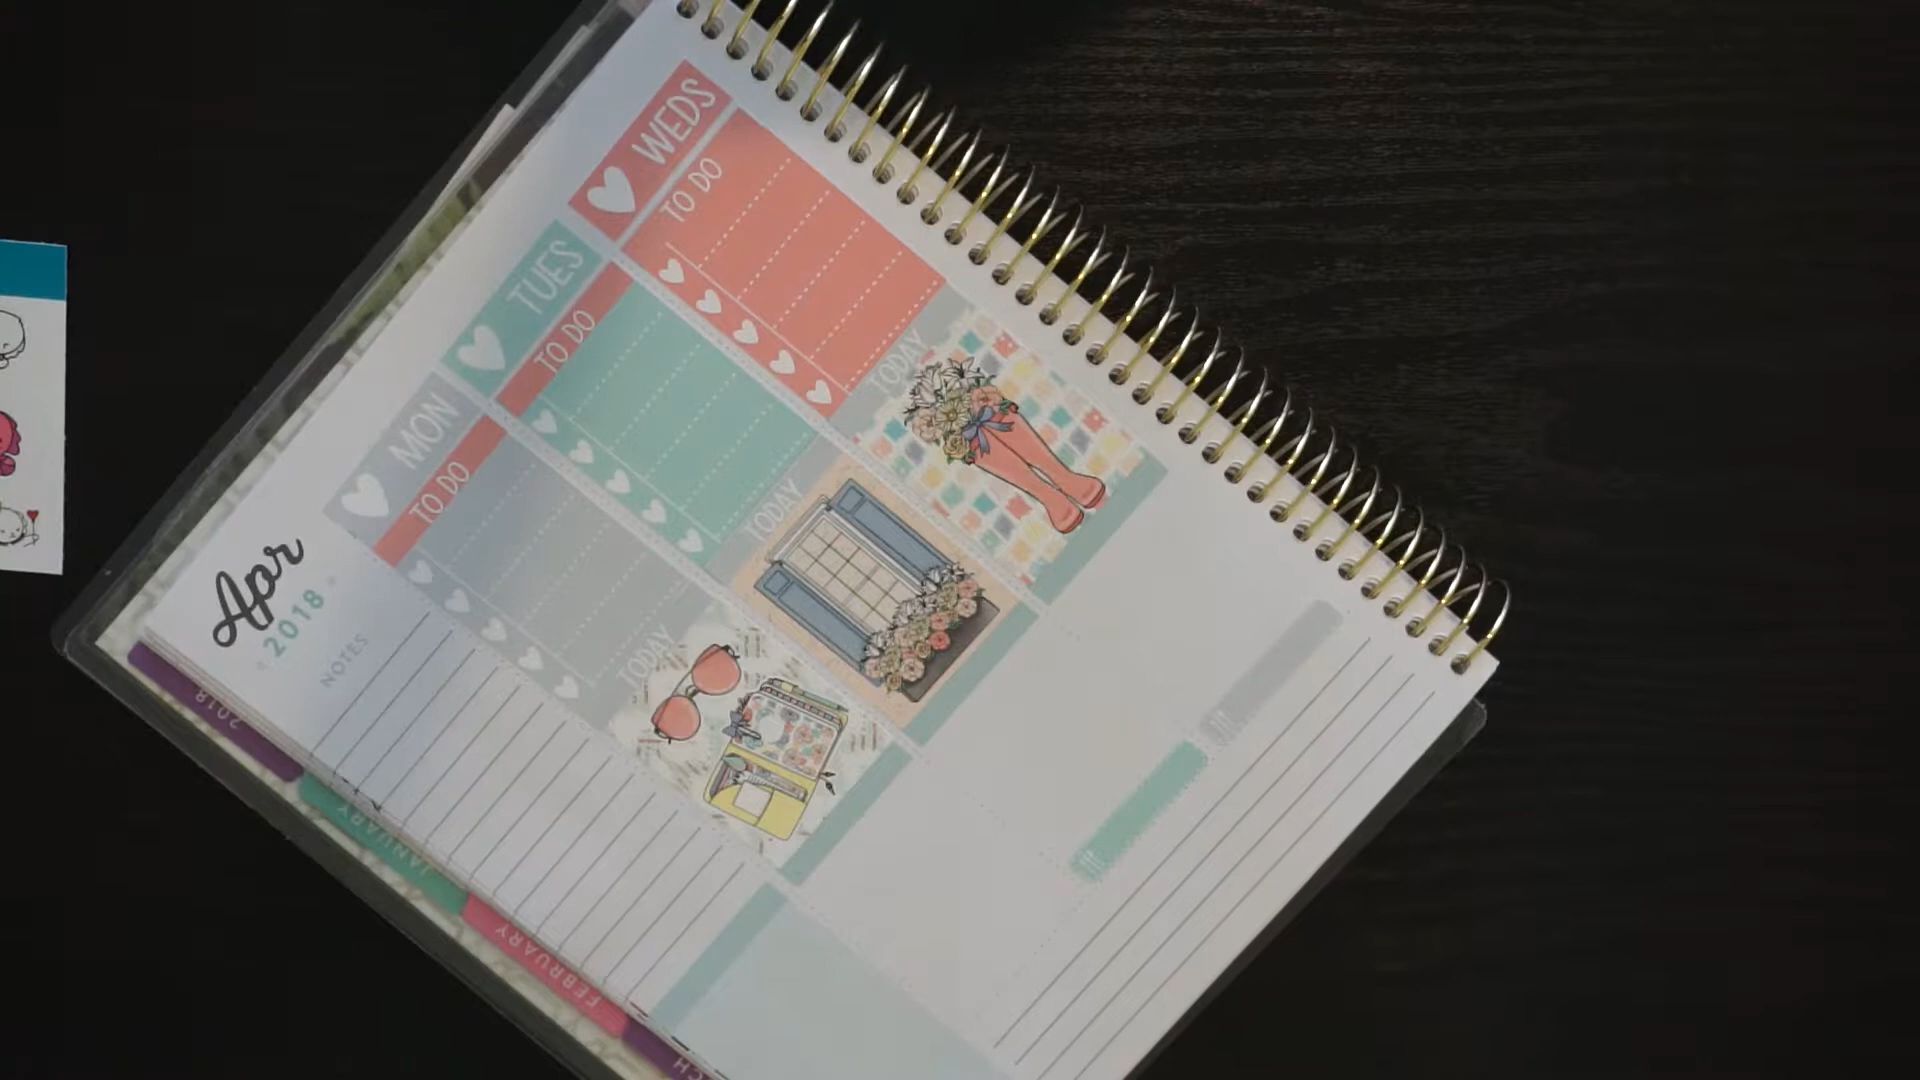 Apr
2018
NOTES
MON
TO DO
TODAY
TUES
TO DO
TODAY
WEDS
TO DO
TODAY
2018
JANUARY
FEBRUARY